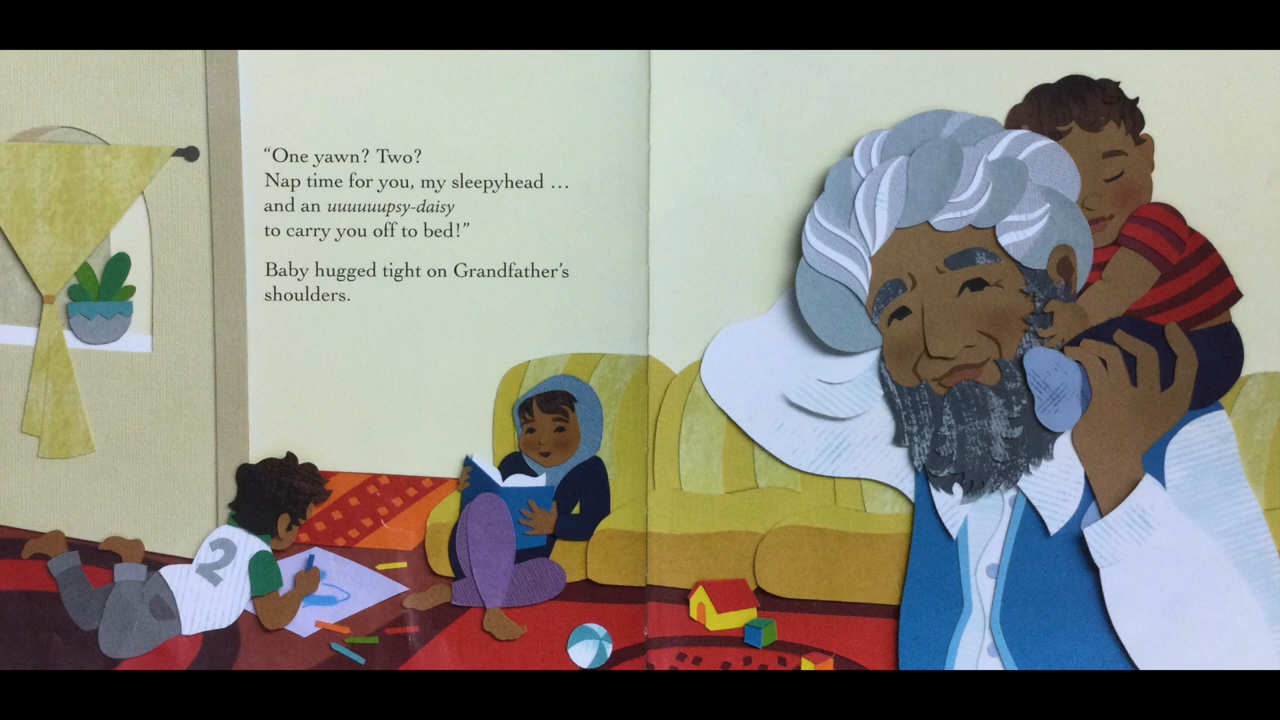 “One yawn? Two?
Nap time for you, my sleepyhead …
and an uuuuuupsy-daisy
to carry you off to bed!”
Baby hugged tight on Grandfather’s
shoulders.
2